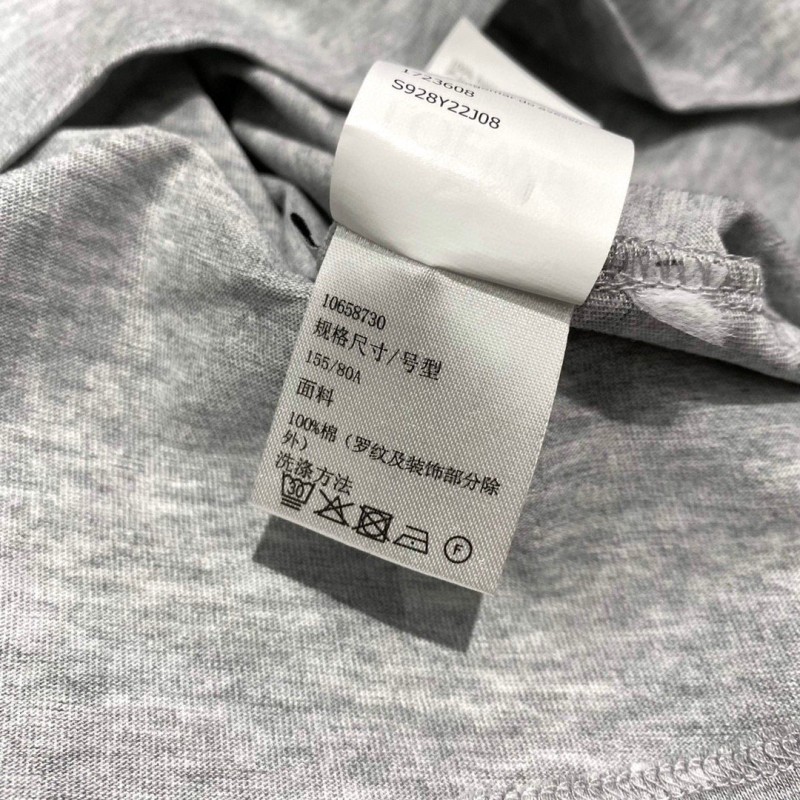 1723608
S928Y22J08
10658730
规格尺寸/号型
155/80A
面料
100%棉（罗纹及装饰部分除
外）
洗涤方法
30
F